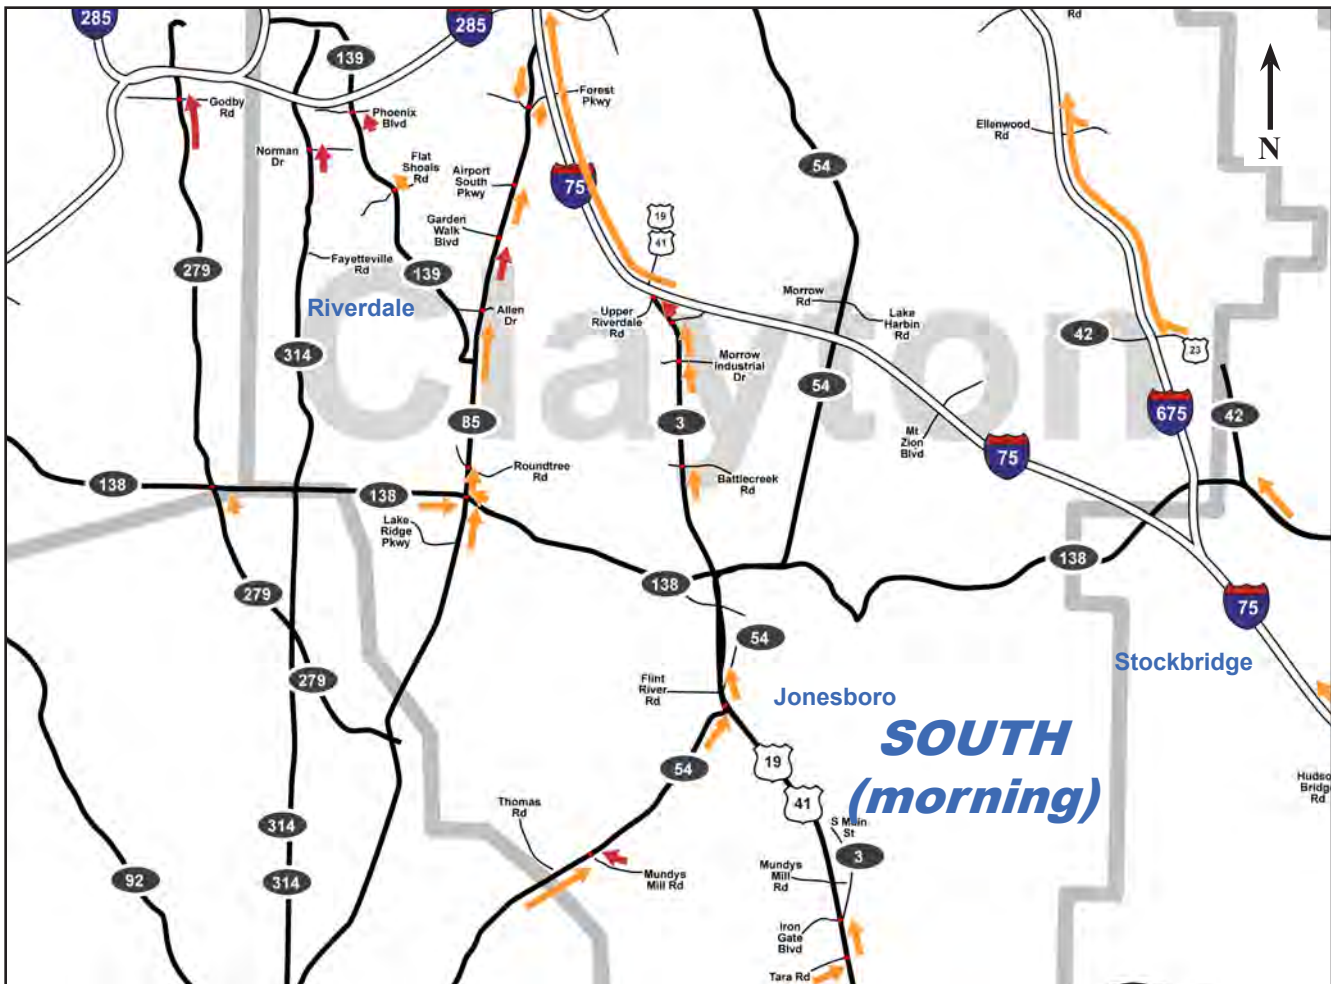 285
285
Rd
139
Godby
Rd
Phoenix
Blvd
Forest
Pkwy
Ellenwood
Rd
N
Norman
Dr
Flat
Shoals
Rd
Airport
South
Pkwy
54
75
19
41
Garden
Walk
Blvd
279
Fayetteville
Rd
139
Riverdale
Clayton
Allen
Dr
Upper
Riverdale
Rd
Morrow
Rd
Lake
Harbin
Rd
42
23
314
Morrow
Industrial
Dr
54
85
3
675
42
Mt
Zion
Blvd
75
138
138
Roundtree
Rd
Battlecreek
Rd
Lake
Ridge
Pkwy
138
138
279
75
54
Stockbridge
279
Flint
River
Rd
Jonesboro
SOUTH
(morning)
54
19
41
Hudso
Bridge
Rd
Thomas
Rd
S Main
St
314
3
92
314
Mundys
Mill Rd
Mundys
Mill
Rd
Iron
Gate
Blvd
Tara Rd